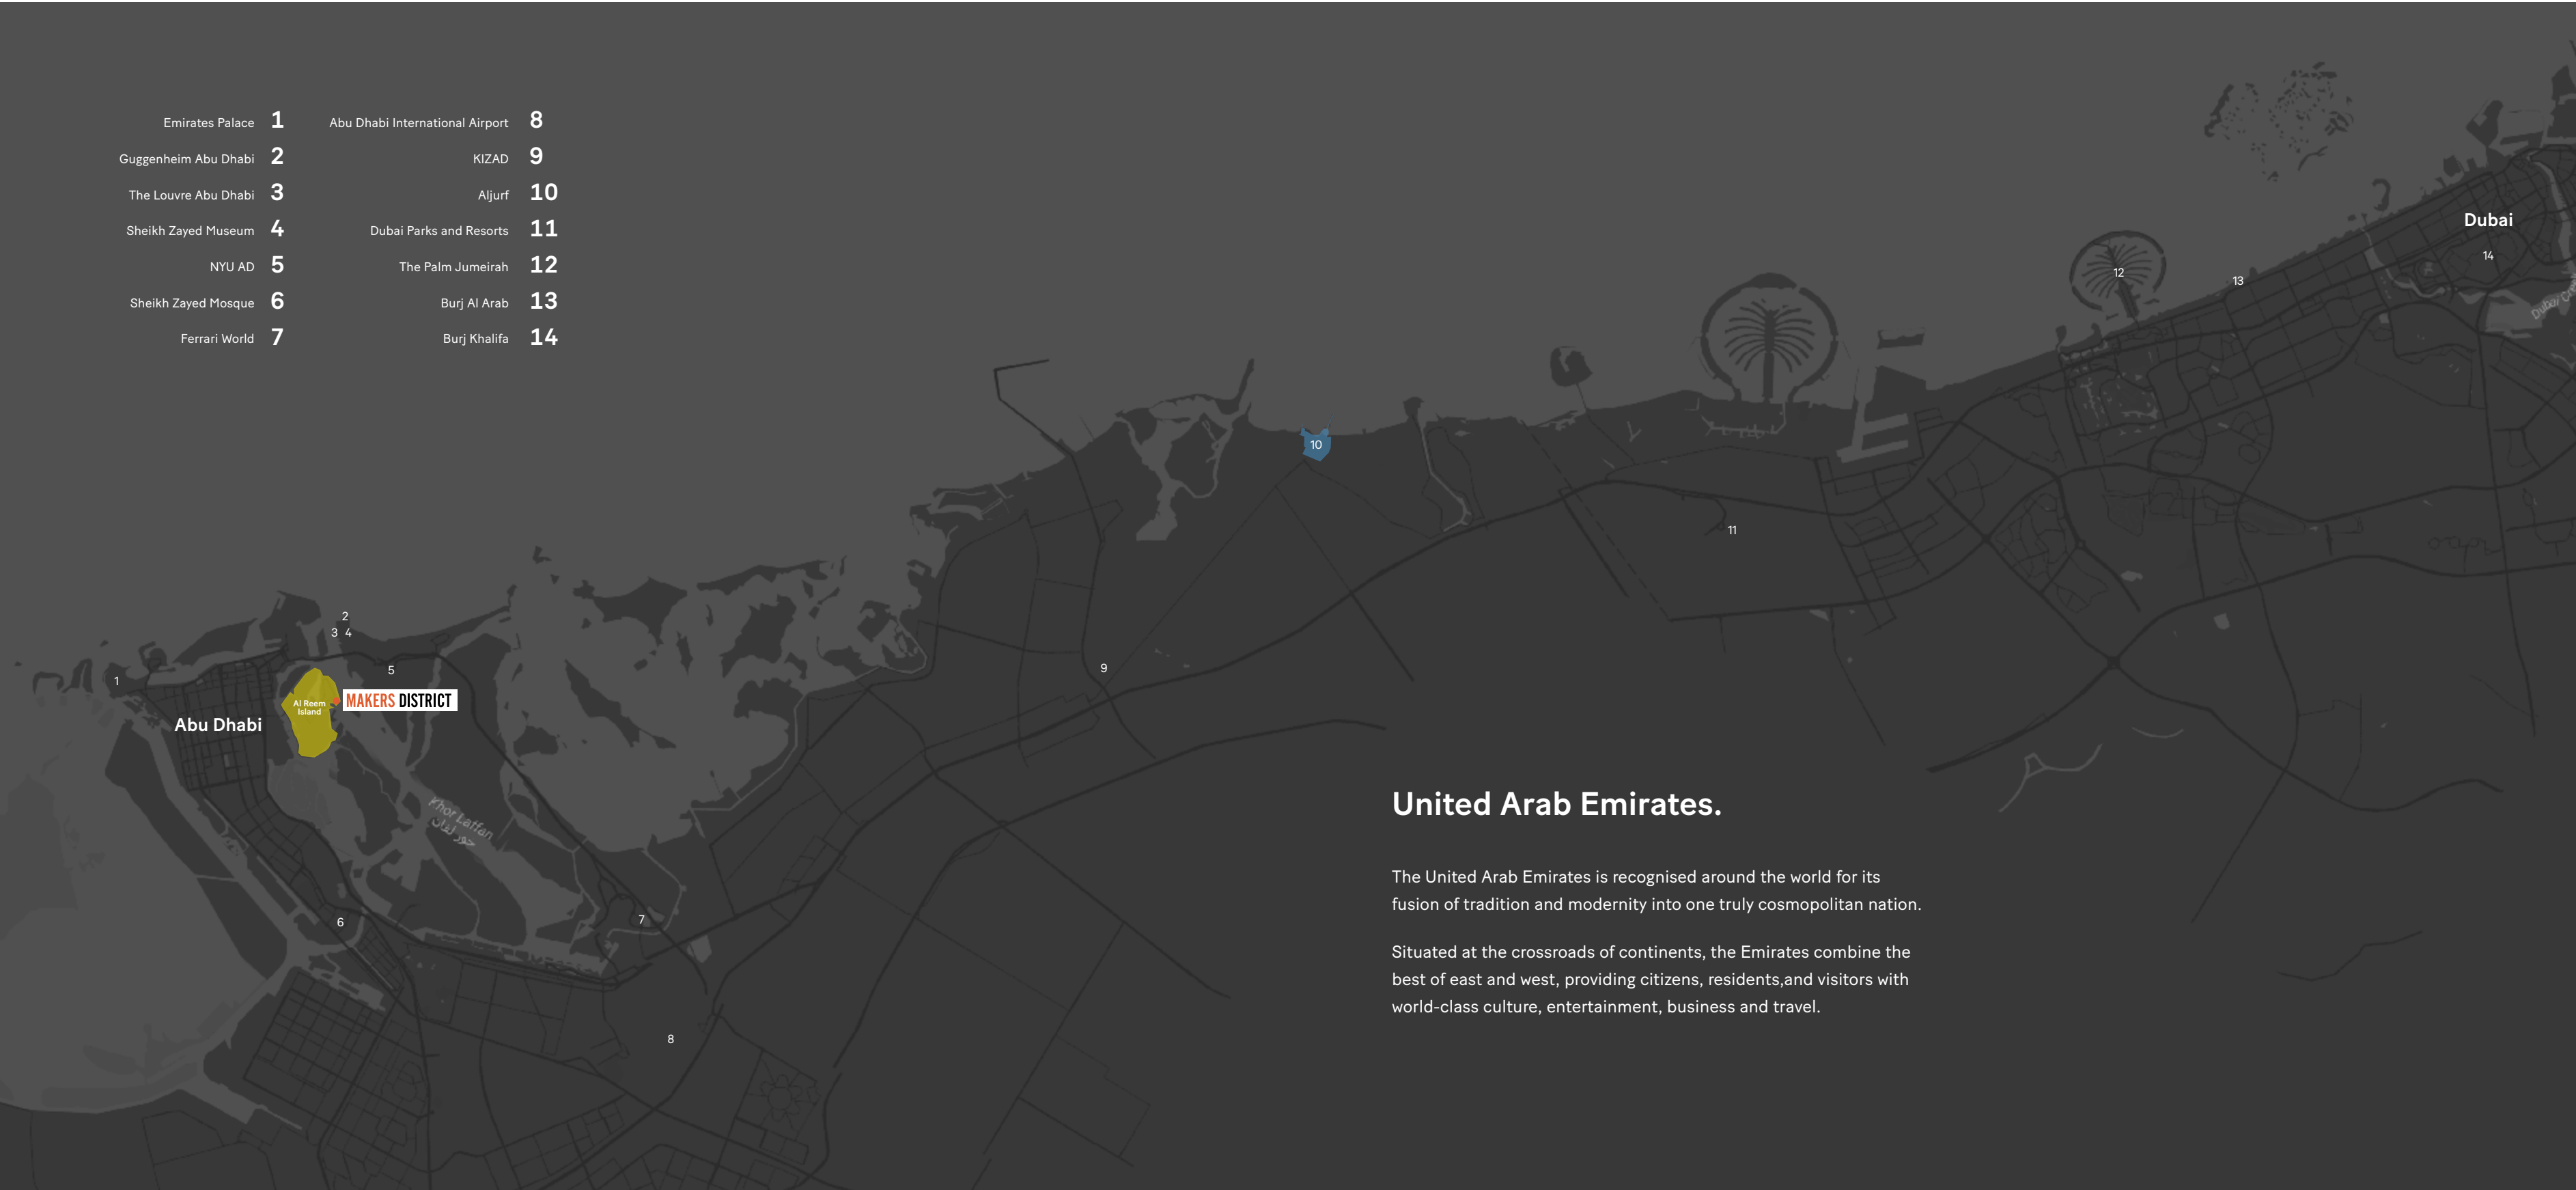 Emirates Palace 1
Guggenheim Abu Dhabi 2
The Louvre Abu Dhabi 3
Sheikh Zayed Museum 4
NYU AD 5
Sheikh Zayed Mosque 6
Ferrari World 7
Abu Dhabi International Airport 8
KIZAD 9
Aljurf 10
Dubai Parks and Resorts 11
The Palm Jumeirah 12
Burj Al Arab 13
Burj Khalifa 14
Dubai
14
12
13
10
11
2
3 4
5
9
1
Al Reem
Island
MAKERS DISTRICT
Abu Dhabi
Khor Laffan
خور لفان
6
7
8
United Arab Emirates.
The United Arab Emirates is recognised around the world for its
fusion of tradition and modernity into one truly cosmopolitan nation.
Situated at the crossroads of continents, the Emirates combine the
best of east and west, providing citizens, residents,and visitors with
world-class culture, entertainment, business and travel.